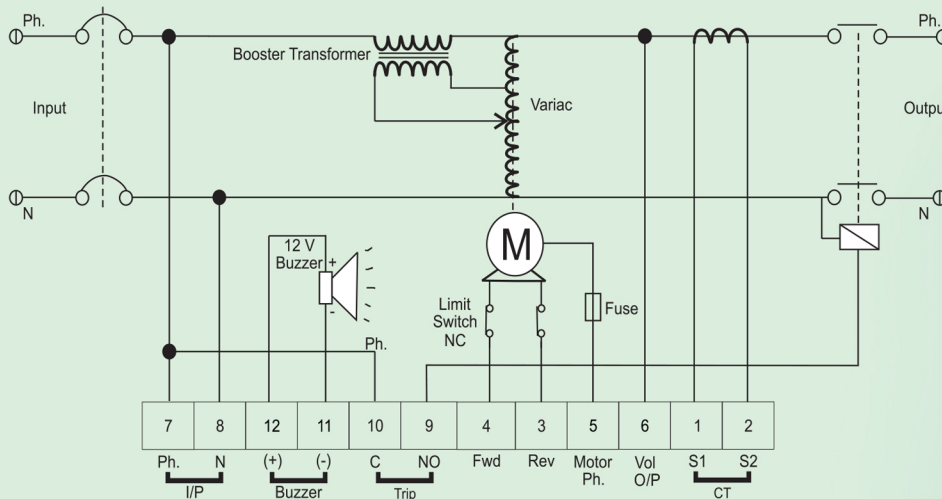 Ph.
Ph.
Booster Transformer
Input
Variac
Output
N
N
12 V
Buzzer +
-
M
Limit
Switch
NC
Fuse
Ph.
7 8 12 11 10 9 4 3 5 6 1 2
Ph. N (+) (-) C NO Fwd Rev Motor Ph. Vol O/P S1 S2
I/P Buzzer Trip CT